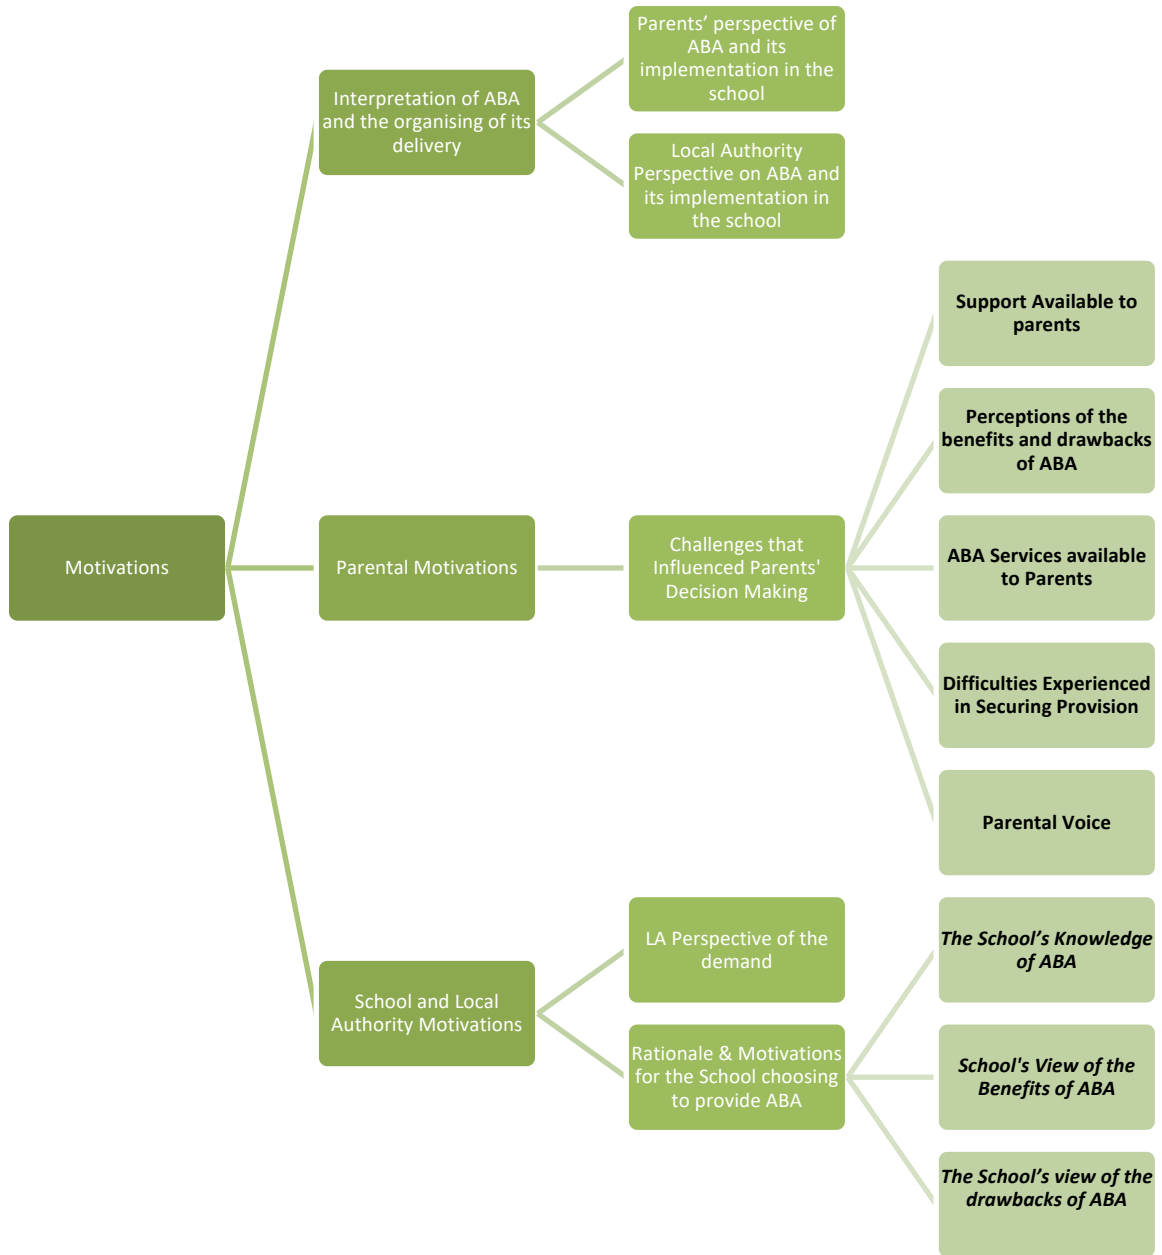 Parents’ perspective of
ABA and its
implementation in the
school
Interpretation of ABA
and the organising of its
delivery
Local Authority
Perspective on ABA and
its implementation in
the school
Support Available to
parents
Perceptions of the
benefits and drawbacks
of ABA
Motivations
Parental Motivations
Challenges that
Influenced Parents'
Decision Making
ABA Services available
to Parents
Difficulties Experienced
in Securing Provision
Parental Voice
LA Perspective of the
demand
The School’s Knowledge
of ABA
School and Local
Authority Motivations
Rationale & Motivations
for the School choosing
to provide ABA
School's View of the
Benefits of ABA
The School’s view of the
drawbacks of ABA